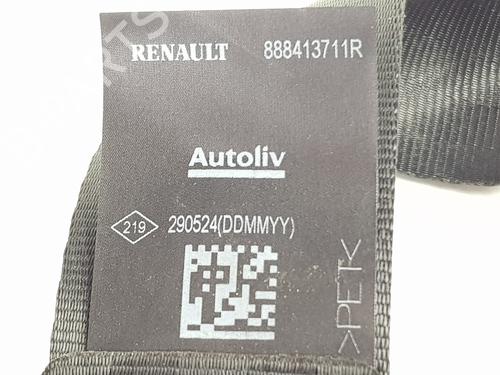 RENAULT 888413711R
Autoliv
219 290524(DDMMYY)
>PET<